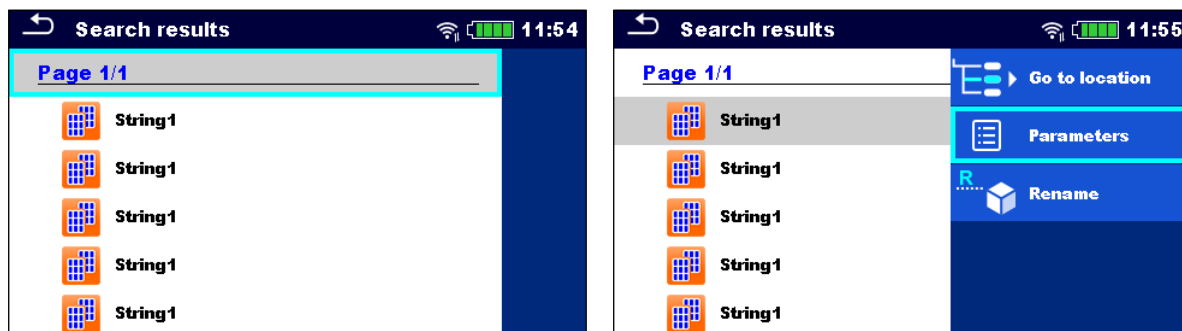 Search results 11:54
Page 1/1
String1
String1
String1
String1
String1
Search results 11:55
Page 1/1
String1
String1
String1
String1
String1
Go to location
Parameters
R
Rename